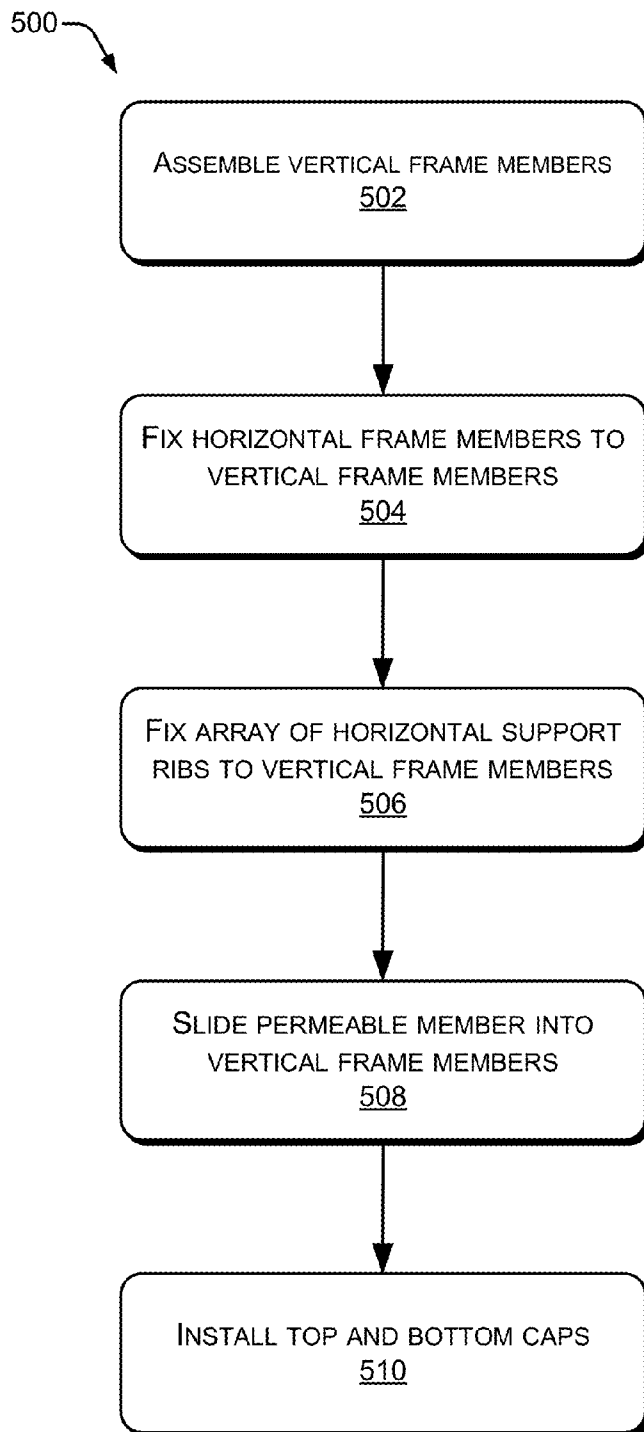 500
ASSEMBLE VERTICAL FRAME MEMBERS
502
FIX HORIZONTAL FRAME MEMBERS TO
VERTICAL FRAME MEMBERS
504
FIX ARRAY OF HORIZONTAL SUPPORT
RIBS TO VERTICAL FRAME MEMBERS
506
SLIDE PERMEABLE MEMBER INTO
VERTICAL FRAME MEMBERS
508
INSTALL TOP AND BOTTOM CAPS
510